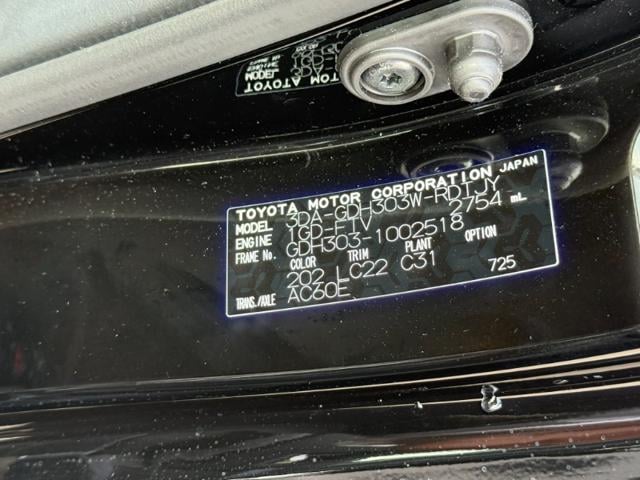 TOYOTA MOTOR CORPORATION JAPAN
MODEL 3DA-GDH303W-RDTJY
ENGINE 1GD-FTV 2754 mL
FRAME No. GDH303-1002518
COLOR TRIM PLANT OPTION
202 LC22 C31 725
TRANS./AXLE AC60E